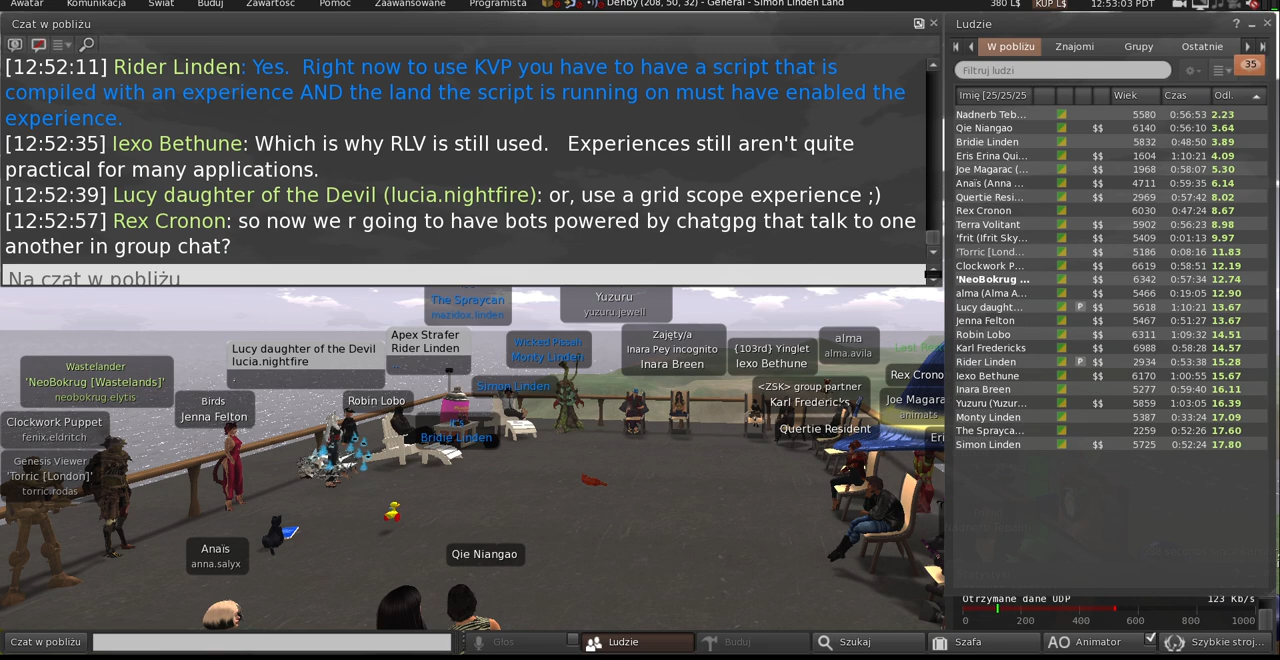 Awatar Komunikacja Świat Buduj Zawartość Pomoc Zaawansowane Programista Denby (208, 50, 32) - General - Simon Linden Land 380 L$ KUP L$ 12:53:03 PDT
Czat w pobliżu
[12:52:11] Rider Linden: Yes. Right now to use KVP you have to have a script that is
compiled with an experience AND the land the script is running on must have enabled the
experience.
[12:52:35] Iexo Bethune: Which is why RLV is still used. Experiences still aren't quite
practical for many applications.
[12:52:39] Lucy daughter of the Devil (lucia.nightfire): or, use a grid scope experience ;)
[12:52:57] Rex Cronon: so now we r going to have bots powered by chatgpg that talk to one
another in group chat?
Na czat w pobliżu
The Spraycan
mazidox.linden
Yuzuru
yuzuru.jewell
Apex Strafer
Rider Linden
Lucy daughter of the Devil
lucia.nightfire
.
Wicked Pissah
Monty Linden
Zajęty/a
Inara Pey incognito
Inara Breen
{103rd} Yinglet
Iexo Bethune
alma
alma.avila
Last Re
Rex Crono
Wastelander
'NeoBokrug [Wastelands]'
neobokrug.elytis
Simon Linden
<ZSK> group partner
Karl Fredericks
Joe Magara
animats
Birds
Jenna Felton
Robin Lobo
Clockwork Puppet
fenix.eldritch
it's
Bridie Linden
Quertie Resident
Eri
Genesis Viewer
'Torric [London]'
torric.rodas
Anaïs
anna.salyx
Qie Niangao
Ludzie
? _ ×
W pobliżu Znajomi Grupy Ostatnie
Filtruj ludzi
35
Imię [25/25/25 Wiek Czas Odl.
Nadnerb Teb... 5580 0:56:53 2.23
Qie Niangao $$ 6140 0:56:10 3.64
Bridie Linden 5832 0:48:50 3.89
Eris Erina Qui... $$ 1604 1:10:21 4.09
Joe Magarac (... $$ 1968 0:58:07 5.30
Anaïs (Anna ... $$ 4711 0:59:35 6.14
Quertie Resi... $$ 2969 0:57:42 8.02
Rex Cronon 6030 0:47:24 8.67
Terra Volitant $$ 5902 0:56:23 8.98
'frit (Ifrit Sky... $$ 5409 0:01:13 9.97
'Torric [Lond... $$ 5186 0:08:16 11.83
Clockwork P... $$ 6619 0:58:51 12.19
'NeoBokrug ... $$ 6342 0:57:34 12.74
alma (Alma A... $$ 5466 0:19:05 12.90
Lucy daught... P $$ 5618 1:10:21 13.67
Jenna Felton $$ 5467 0:51:27 13.67
Robin Lobo $$ 6311 1:09:32 14.51
Karl Fredericks $$ 6988 0:58:28 14.57
Rider Linden P $$ 2934 0:53:38 15.28
Iexo Bethune $$ 6170 1:00:55 15.67
Inara Breen 5277 0:59:40 16.11
Yuzuru (Yuzur... $$ 5859 1:03:05 16.39
Monty Linden 5387 0:33:24 17.09
The Sprayca... 2259 0:52:26 17.60
Simon Linden $$ 5725 0:52:24 17.80
Otrzymane dane UDP 123 Kb/s
0 200 400 600 800 1000
Czat w pobliżu Głos Ludzie Buduj Szukaj Szafa AO Animator Szybkie stroj...